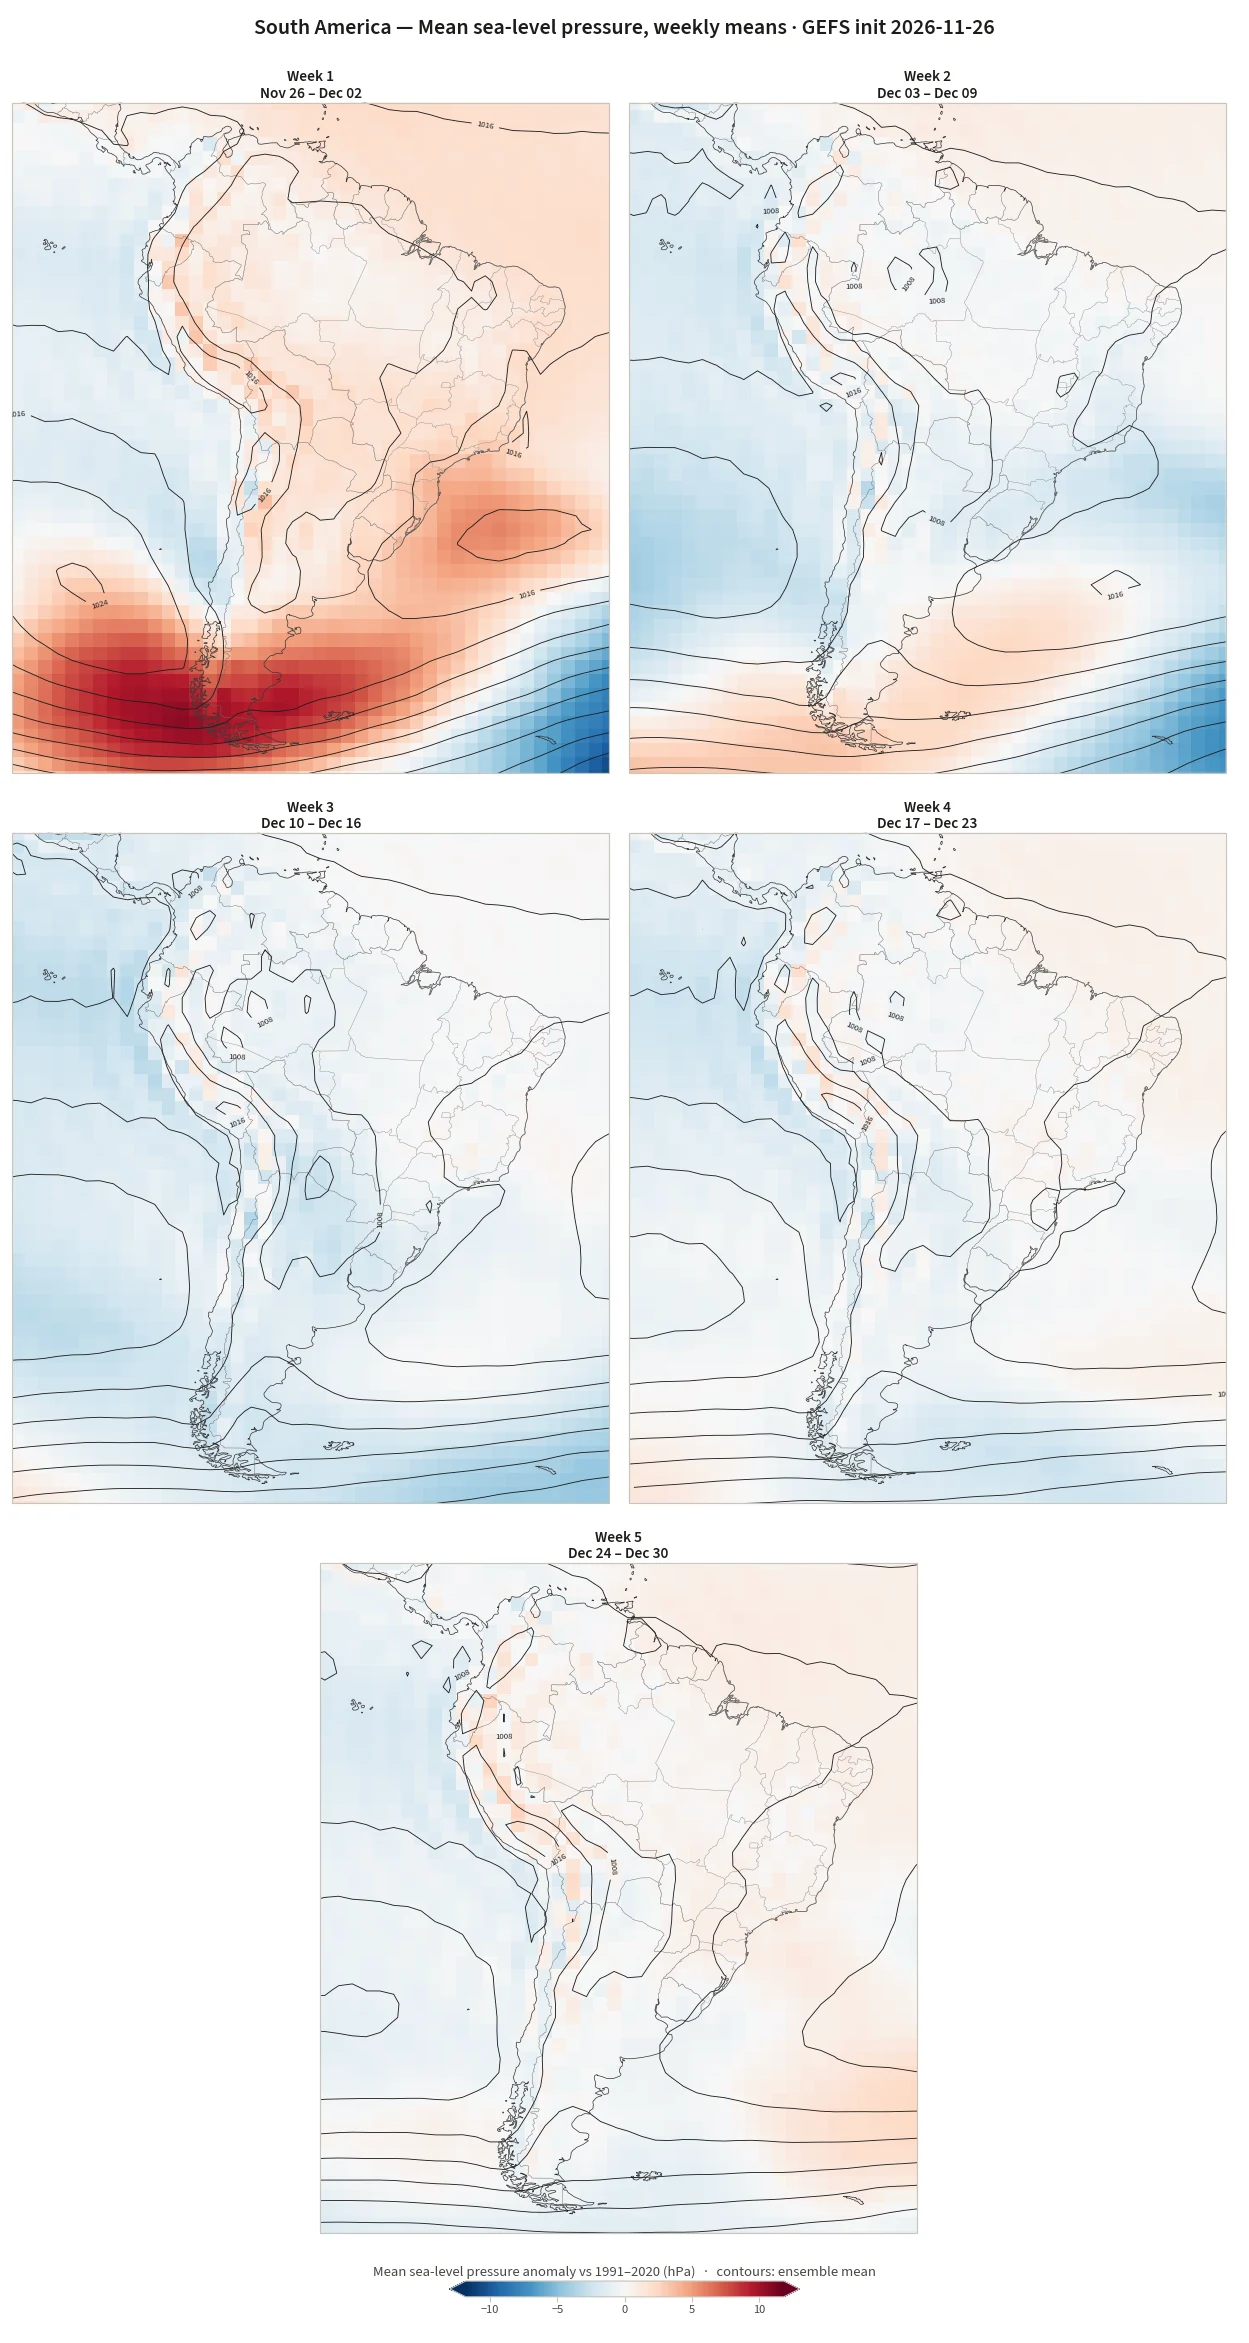 South America — Mean sea-level pressure, weekly means · GEFS init 2026-11-26
Week 1
Nov 26 – Dec 02
Week 2
Dec 03 – Dec 09
1016
1016
016
1016
1016
1016
1024
1016
1008
1008
1008
1008
1016
1008
1016
Week 3
Dec 10 – Dec 16
Week 4
Dec 17 – Dec 23
1008
1008
1008
1016
1008
1008
1008
1008
1016
10
Week 5
Dec 24 – Dec 30
1008
1008
1016
1008
Mean sea-level pressure anomaly vs 1991–2020 (hPa) · contours: ensemble mean
−10 −5 0 5 10